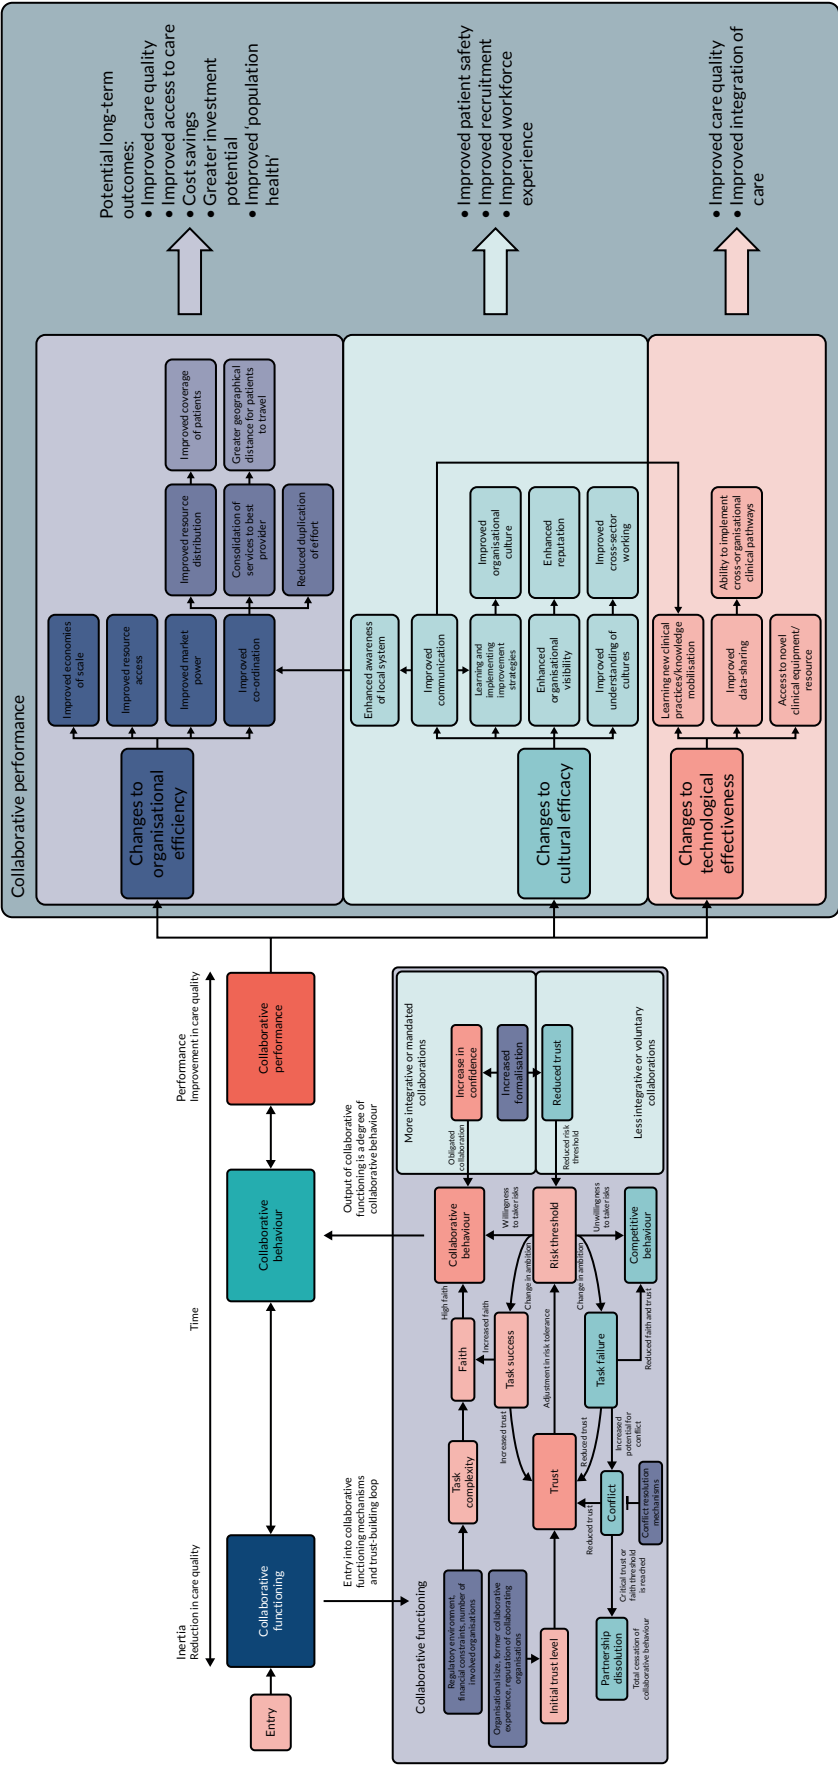 Inertia
Reduction in care quality
Time
Performance
Improvement in care quality
Entry
Collaborative
functioning
Collaborative
behaviour
Collaborative
performance
Entry into collaborative
functioning mechanisms
and trust-building loop
Output of collaborative
functioning is a degree of
collaborative behaviour
Collaborative functioning
Regulatory environment,
financial constraints, number of
involved organisations
Task
complexity
Faith
High faith
Collaborative
behaviour
Obligated
collaboration
Increase in
confidence
More integrative or mandated
collaborations
Organisational size, former collaborative
experience, reputation of collaborating
organisations
Increased faith
Task success
Increased trust
Change in ambition
Willingness
to take risks
Increased
formalisation
Initial trust level
Trust
Adjustment in risk tolerance
Risk threshold
Reduced risk
threshold
Reduced trust
Less integrative or voluntary
collaborations
Reduced trust
Reduced trust
Task failure
Change in ambition
Unwillingness
to take risks
Partnership
dissolution
Total cessation of
collaborative behaviour
Critical trust or
faith threshold
is reached
Conflict
Increased
potential for
conflict
Reduced faith and trust
Competitive
behaviour
Conflict resolution
mechanisms
Collaborative performance
Changes to
organisational
efficiency
Improved economies
of scale
Improved resource
access
Improved market
power
Improved
co-ordination
Improved resource
distribution
Consolidation of
services to best
provider
Reduced duplication
of effort
Improved coverage
of patients
Greater geographical
distance for patients
to travel
Potential long-term
outcomes:
• Improved care quality
• Improved access to care
• Cost savings
• Greater investment
potential
• Improved ‘population
health’
Changes to
cultural efficacy
Enhanced awareness
of local system
Improved
communication
Learning and
implementing
improvement
strategies
Enhanced
organisational
visibility
Improved
understanding of
cultures
Improved
organisational
culture
Enhanced
reputation
Improved
cross-sector
working
• Improved patient safety
• Improved recruitment
• Improved workforce
experience
Changes to
technological
effectiveness
Learning new clinical
practices/knowledge
mobilisation
Improved
data-sharing
Access to novel
clinical equipment/
resource
Ability to implement
cross-organisational
clinical pathways
• Improved care quality
• Improved integration of
care